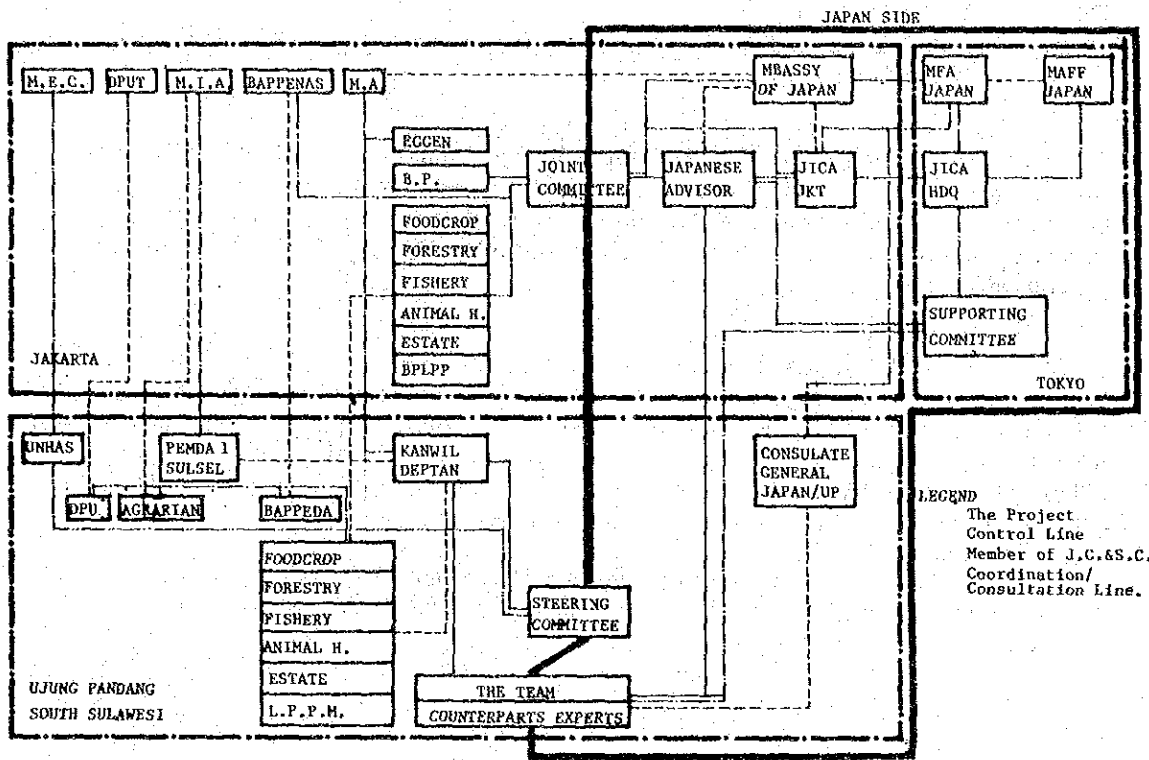 JAPAN SIDE
M.E.C.
DPUT
M.I.A
BAPPENAS
M.A
MBASSY
OF JAPAN
MFA
JAPAN
MAFF
JAPAN
EGGEN
B.P.
JOINT
COMMITTEE
JAPANESE
ADVISOR
JICA
JKT
JICA
HDQ
FOODCROP
FORESTRY
FISHERY
ANIMAL H.
ESTATE
BPLPP
SUPPORTING
COMMITTEE
JAKARTA
TOKYO
UNHAS
PEMDA 1
SULSEL
KANWIL
DEPTAN
CONSULATE
GENERAL
JAPAN/UP
DPU
AGRARIAN
BAPPEDA
LEGEND
The Project
Control Line
Member of J.C.&S.C.
Coordination/
Consultation Line.
FOODCROP
FORESTRY
FISHERY
ANIMAL H.
ESTATE
L.P.P.M.
STEERING
COMMITTEE
UJUNG PANDANG
SOUTH SULAWESI
THE TEAM
COUNTERPARTS EXPERTS